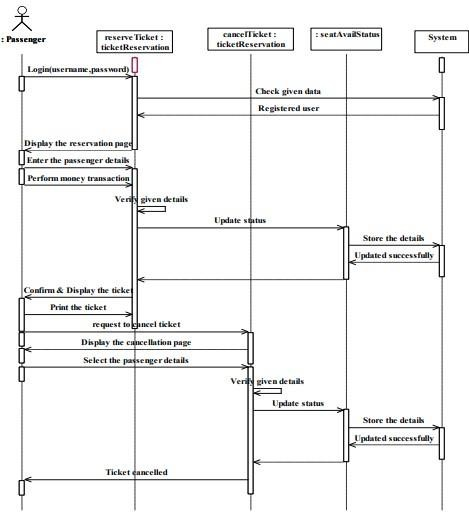 : Passenger
reserveTicket :
ticketReservation
cancelTicket :
ticketReservation
: seatAvailStatus
System
Login(username,password)
Check given data
Registered user
Display the reservation page
Enter the passenger details
Perform money transaction
Verify given details
Update status
Store the details
Updated successfully
Confirm & Display the ticket
Print the ticket
request to cancel ticket
Display the cancellation page
Select the passenger details
Verify given details
Update status
Store the details
Updated successfully
Ticket cancelled